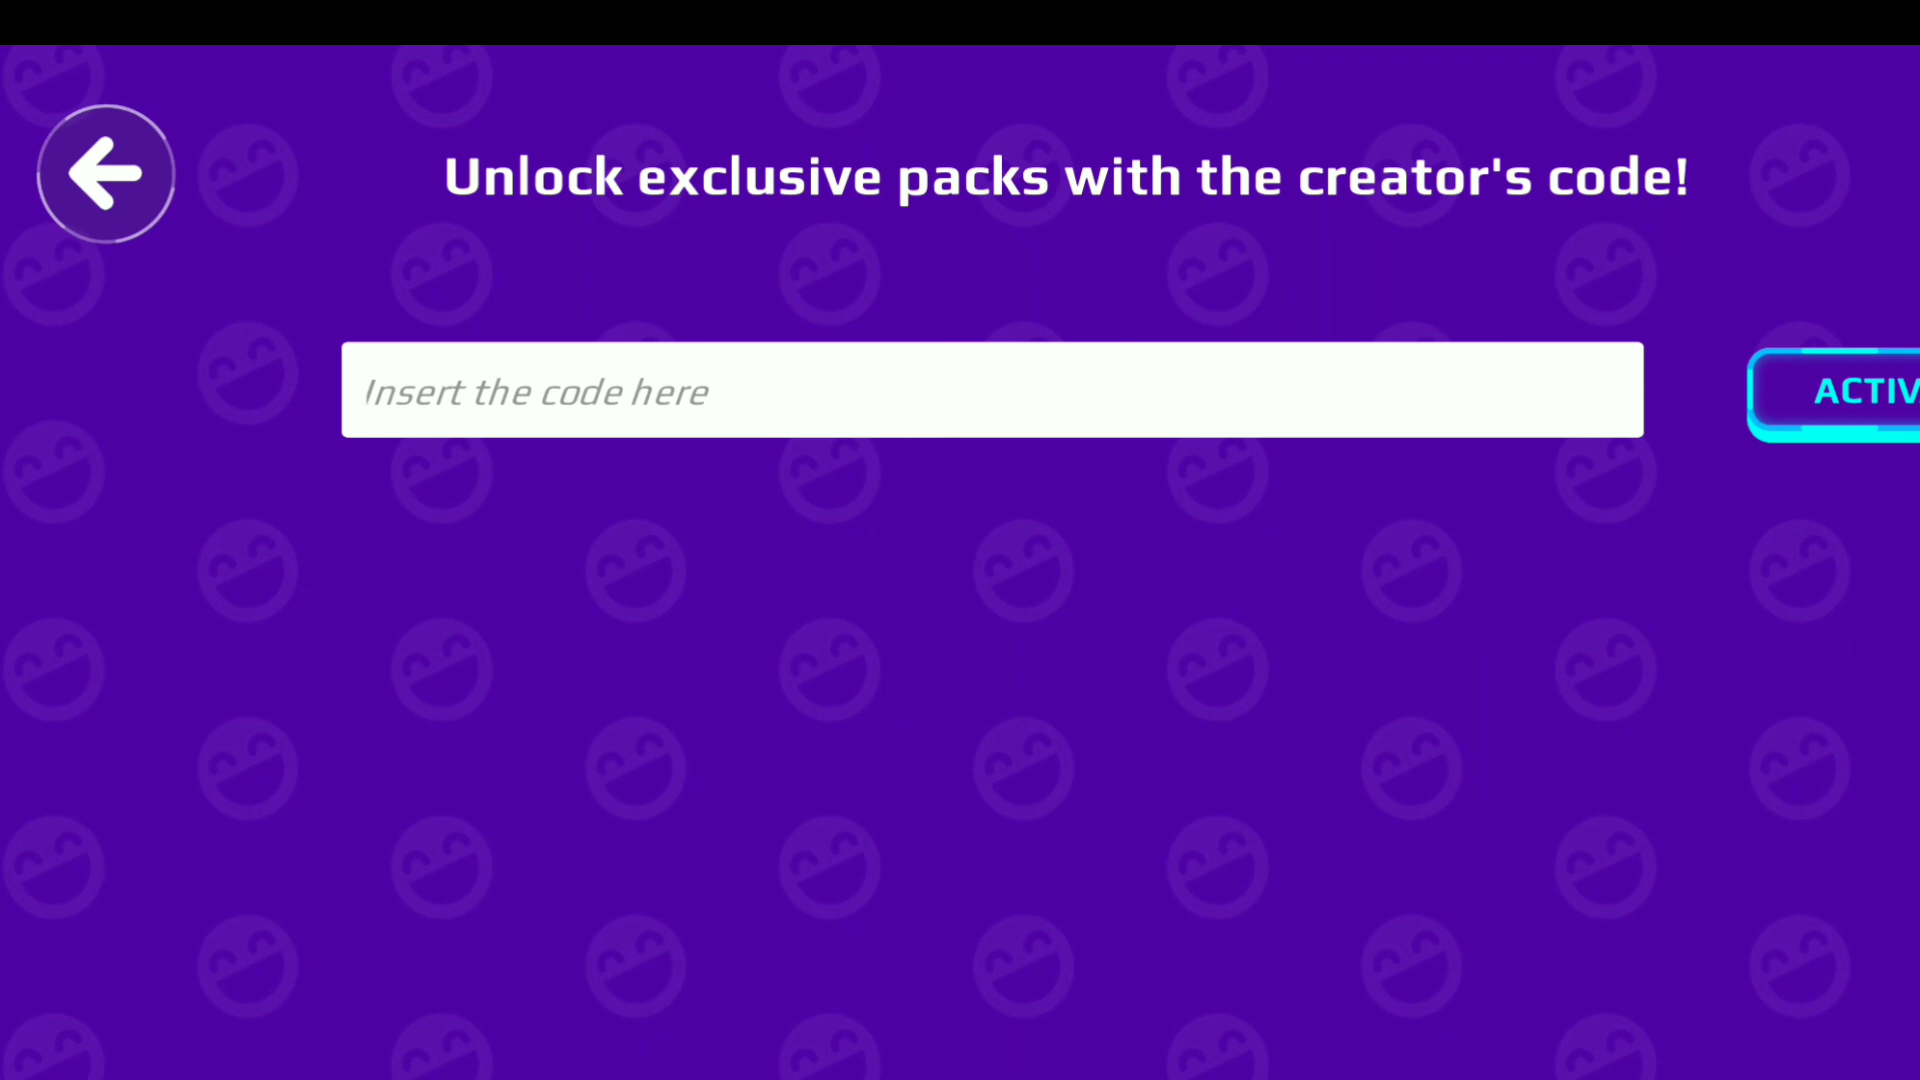 Unlock exclusive packs with the creator's code!
Insert the code here
ACTIV